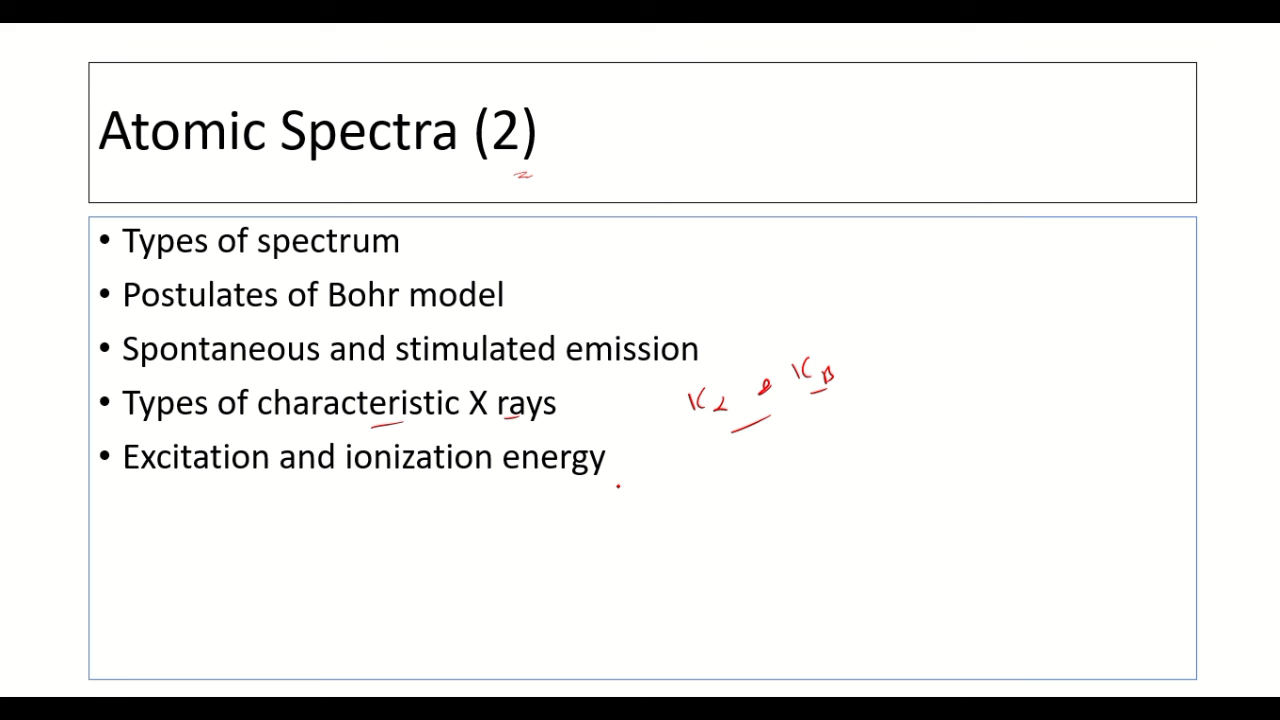 Atomic Spectra (2)
• Types of spectrum
• Postulates of Bohr model
• Spontaneous and stimulated emission
• Types of characteristic X rays K𝛼 & Kβ
• Excitation and ionization energy